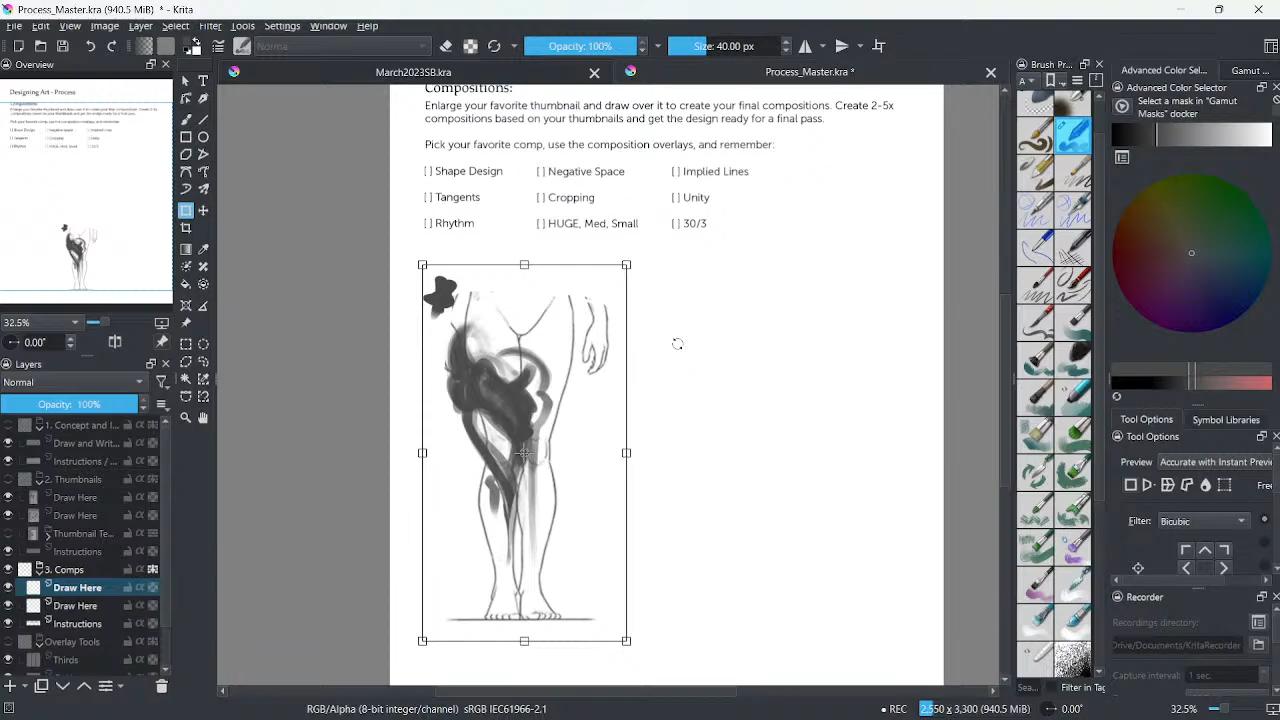 Process_Master.kra (940.5 MiB) * - Krita
File Edit View Image Layer Select Filter Tools Settings Window Help
Normal
Opacity: 100%
Size: 40.00 px
Overview
March2023SB.kra
Process_Master.kra *
Brush Pr...
Advanced Color Sel...
Gamut ...
Designing Art - Process
Compositions:
Enlarge your favorite thumbnail and draw over it to create your final compositions. Create 2-5x
compositions based on your thumbnails and get the design ready for a final pass.
Pick your favorite comp, use the composition overlays, and remember:
[ ] Shape Design [ ] Negative Space [ ] Implied Lines
[ ] Tangents [ ] Cropping [ ] Unity
[ ] Rhythm [ ] HUGE, Med, Small [ ] 30/3
Select a mask in "Gamut
Masks" docker.
32.5%
0.00°
Layers
Normal
Opacity: 100%
1. Concept and I...
Draw and Writ...
Instructions / ...
2. Thumbnails
Draw Here
Draw Here
Thumbnail Te...
Instructions
3. Comps
Draw Here
Draw Here
Instructions
Overlay Tools
Thirds
Tool Options
Symbol Libraries
Tool Options
Preview
Accurate with Instant Preview
Filter: Bicubic
Recorder
Recordings directory:
Drive/Documents/KritaRecorder
Capture interval: 1 sec.
Sea...
Filter in Tag
RGB/Alpha (8-bit integer/channel) sRGB IEC61966-2.1
REC
2,550 x 3,300 (940.5 MiB)
0.00°
32.5%